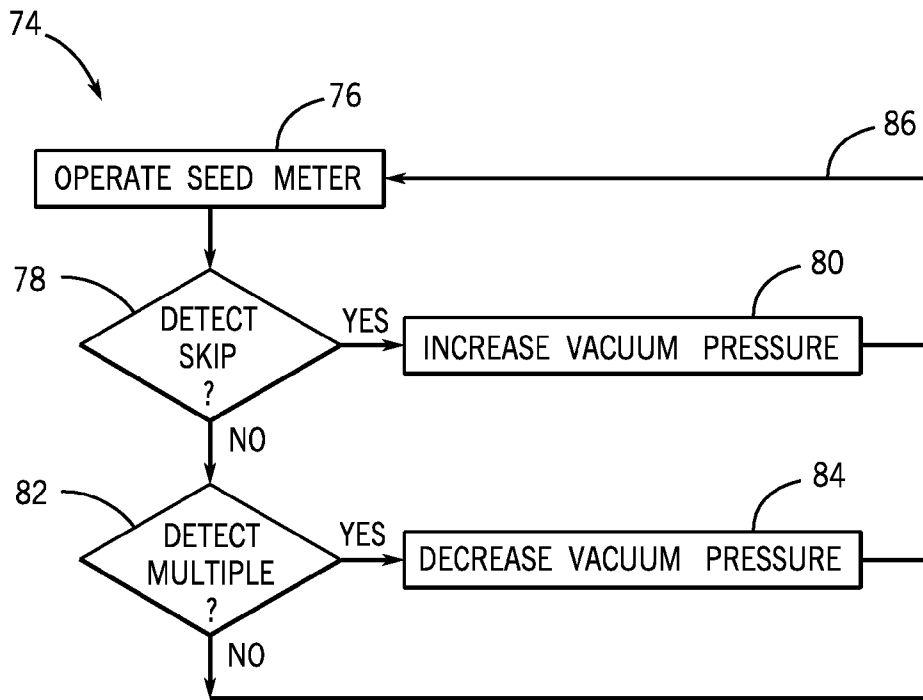 74
76
86
OPERATE SEED METER
78
80
DETECT
SKIP
?
YES
INCREASE VACUUM PRESSURE
NO
82
84
DETECT
MULTIPLE
?
YES
DECREASE VACUUM PRESSURE
NO